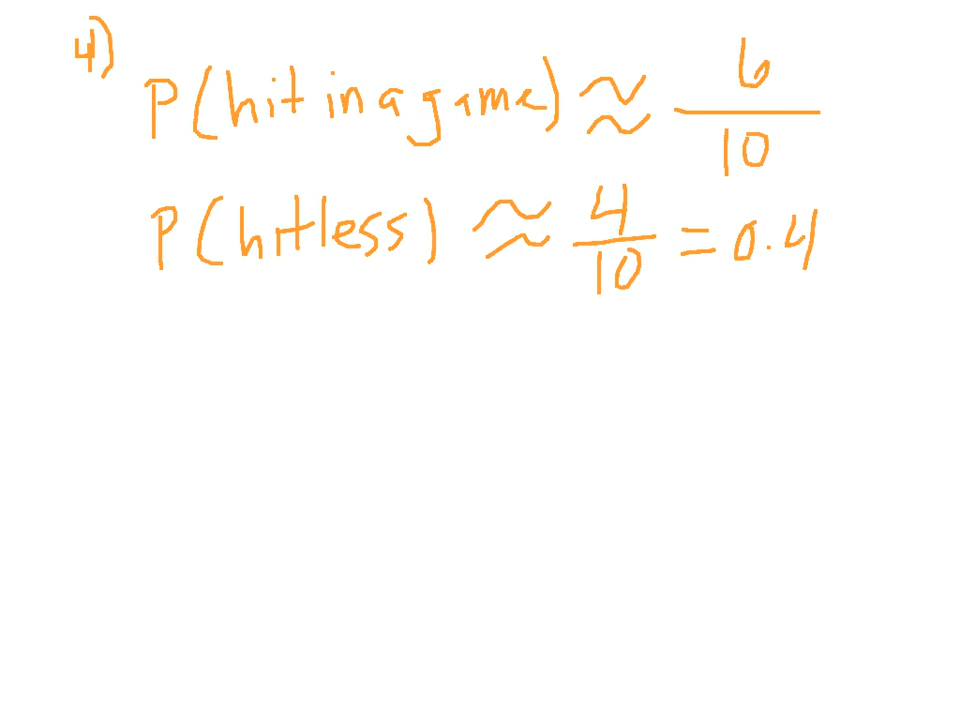 4)
P(hit in a game) ≈ 6/10
P(hitless) ≈ 4/10 = 0.4